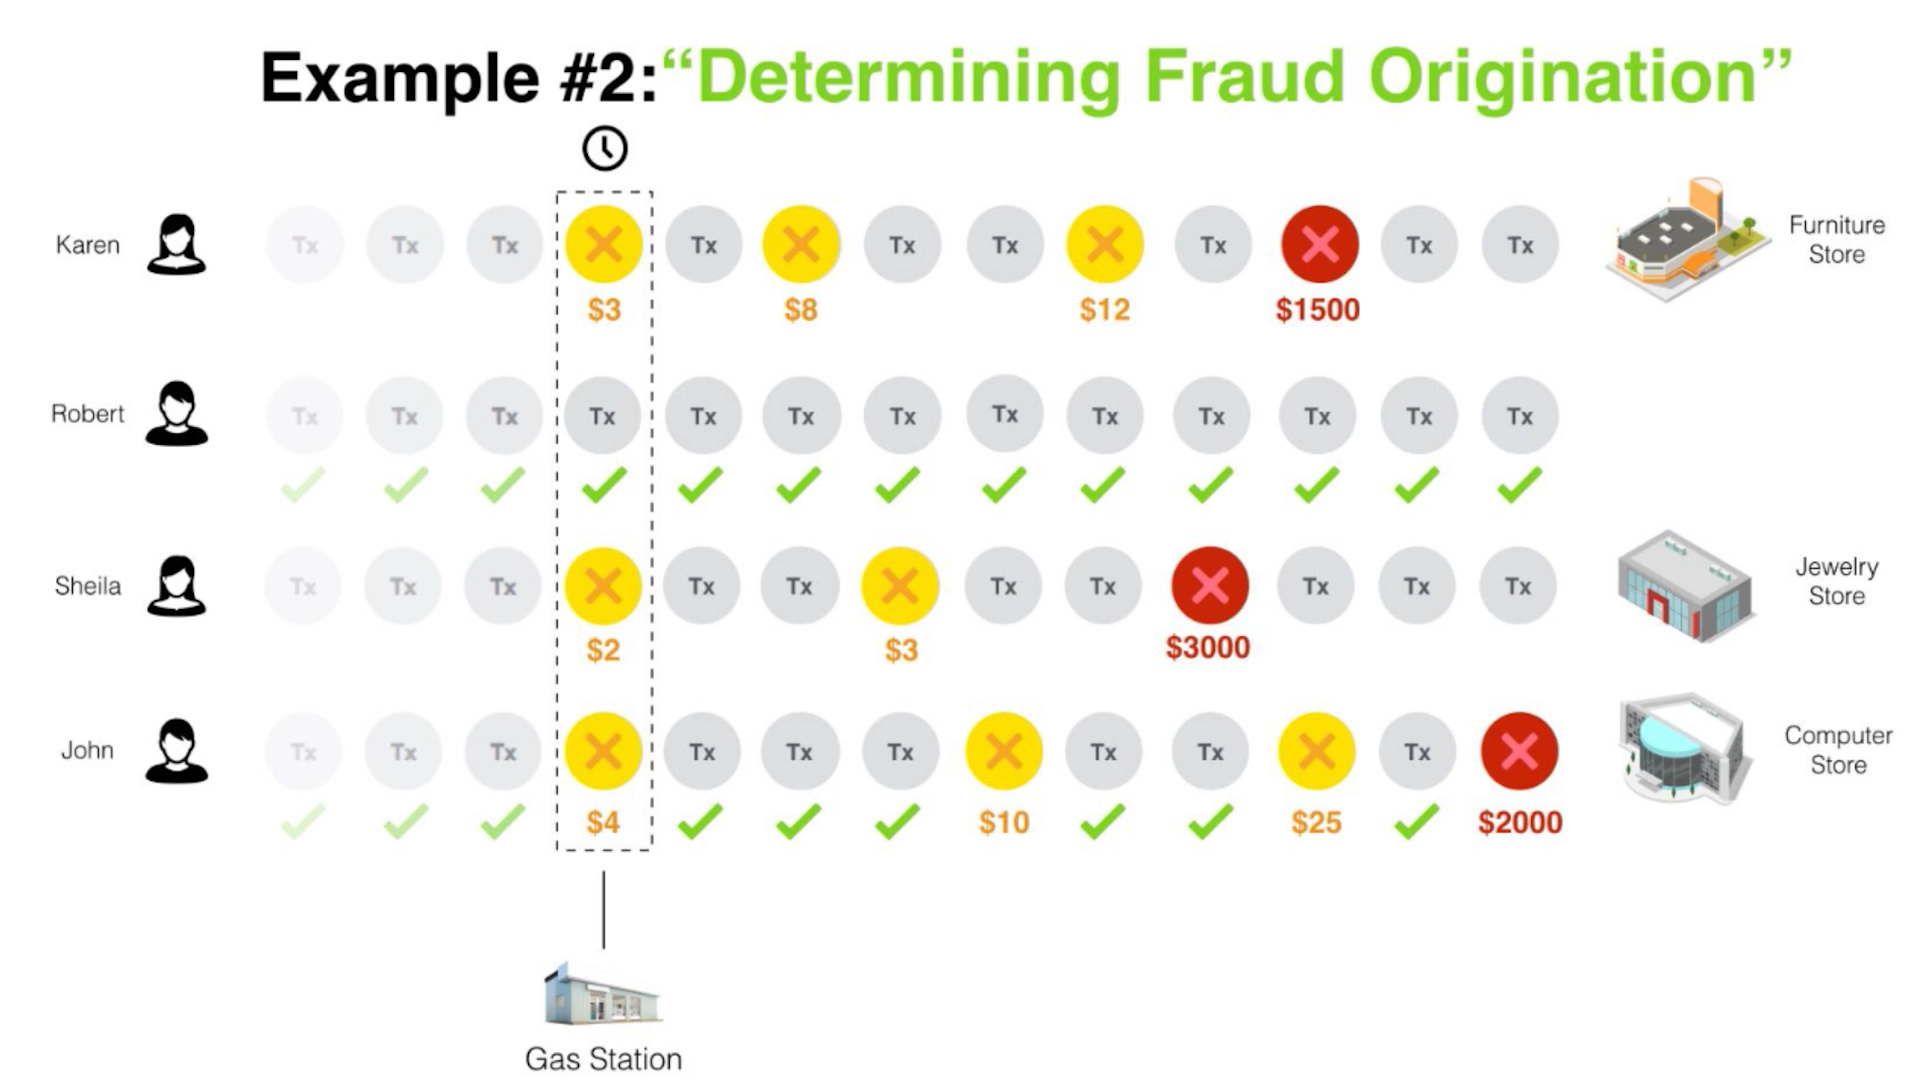 Example #2: “Determining Fraud Origination”
Karen
Tx Tx Tx Tx Tx Tx Tx Tx Tx
Furniture
Store
$3 $8 $12 $1500
Robert
Tx Tx Tx Tx Tx Tx Tx Tx Tx Tx Tx Tx Tx
Sheila
Tx Tx Tx Tx Tx Tx Tx Tx Tx Tx
Jewelry
Store
$2 $3 $3000
John
Tx Tx Tx Tx Tx Tx Tx Tx Tx
Computer
Store
$4 $10 $25 $2000
Gas Station